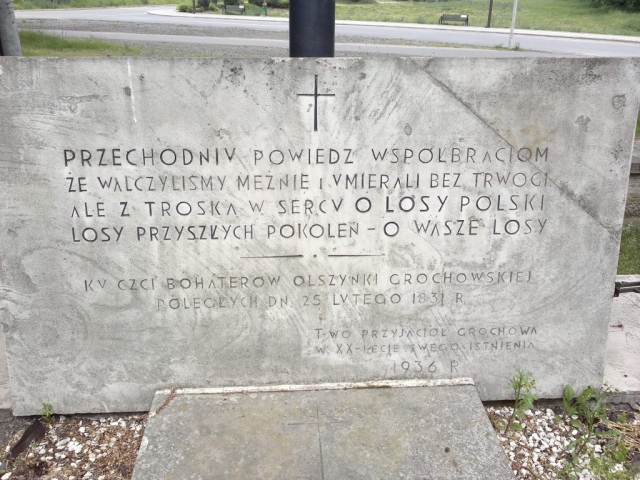 PRZECHODNIV POWIEDZ WSPÓŁBRACIOM
ŻE WALCZYLISMY MĘŻNIE I VMIERALI BEZ TRWOGI
ALE Z TROSKĄ W SERCV O LOSY POLSKI
LOSY PRZYSZŁYCH POKOLEŃ – O WASZE LOSY
KV CZCI BOHATERÓW OLSZYNKI GROCHOWSKIEJ
POLEGŁYCH DN. 25 LVTEGO 1831 R.
T-WO PRZYJACIÓŁ GROCHOWA
W XX-LECIE SWEGO ISTNIENIA
1936 R.